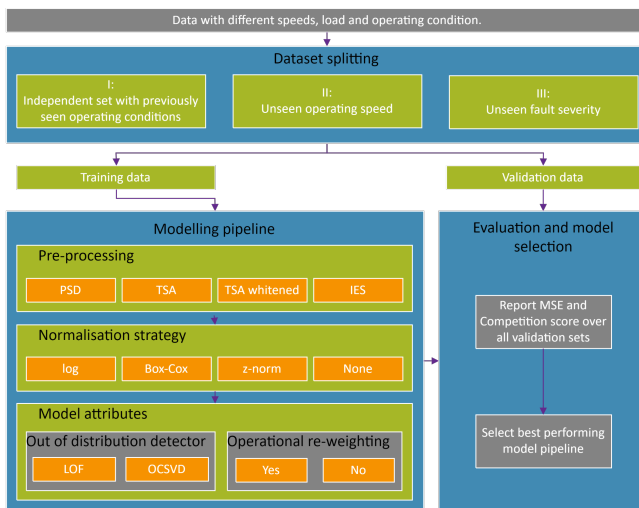 Data with different speeds, load and operating condition.
Dataset splitting
I:
Independent set with previously
seen operating conditions
II:
Unseen operating speed
III:
Unseen fault severity
Training data
Validation data
Modelling pipeline
Pre-processing
PSD
TSA
TSA whitened
IES
Normalisation strategy
log
Box-Cox
z-norm
None
Model attributes
Out of distribution detector
LOF
OCSVD
Operational re-weighting
Yes
No
Evaluation and model
selection
Report MSE and
Competition score over
all validation sets
Select best performing
model pipeline